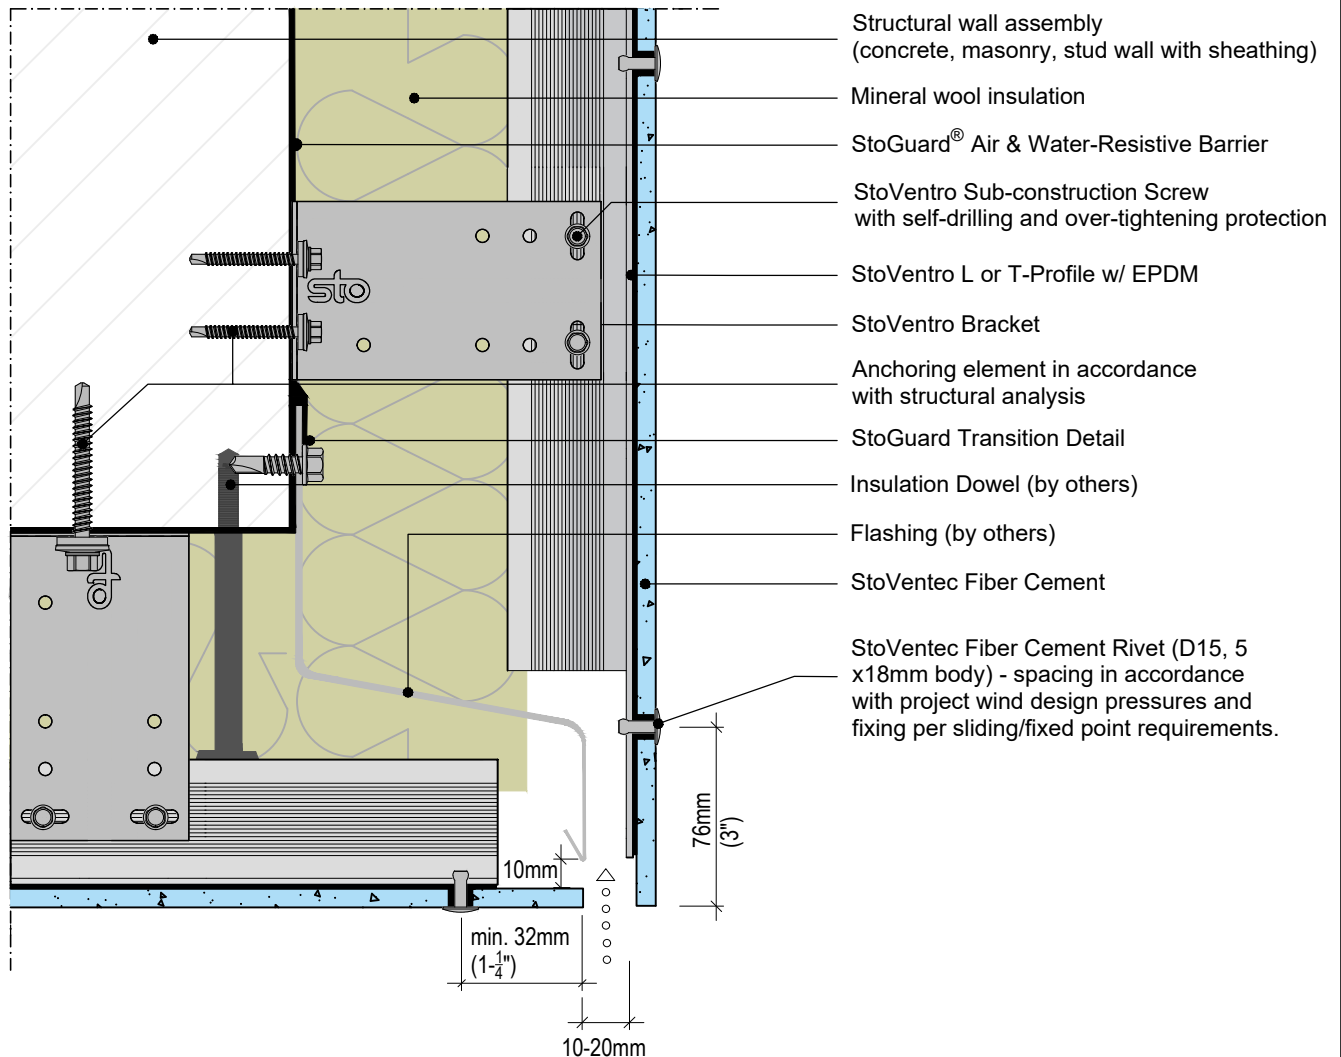 Structural wall assembly
(concrete, masonry, stud wall with sheathing)
Mineral wool insulation
StoGuard® Air & Water-Resistive Barrier
StoVentro Sub-construction Screw
with self-drilling and over-tightening protection
StoVentro L or T-Profile w/ EPDM
StoVentro Bracket
Anchoring element in accordance
with structural analysis
StoGuard Transition Detail
Insulation Dowel (by others)
Flashing (by others)
StoVentec Fiber Cement
StoVentec Fiber Cement Rivet (D15, 5
x18mm body) - spacing in accordance
with project wind design pressures and
fixing per sliding/fixed point requirements.
sto
sto
76mm
(3")
10mm
min. 32mm
(1-1/4")
10-20mm